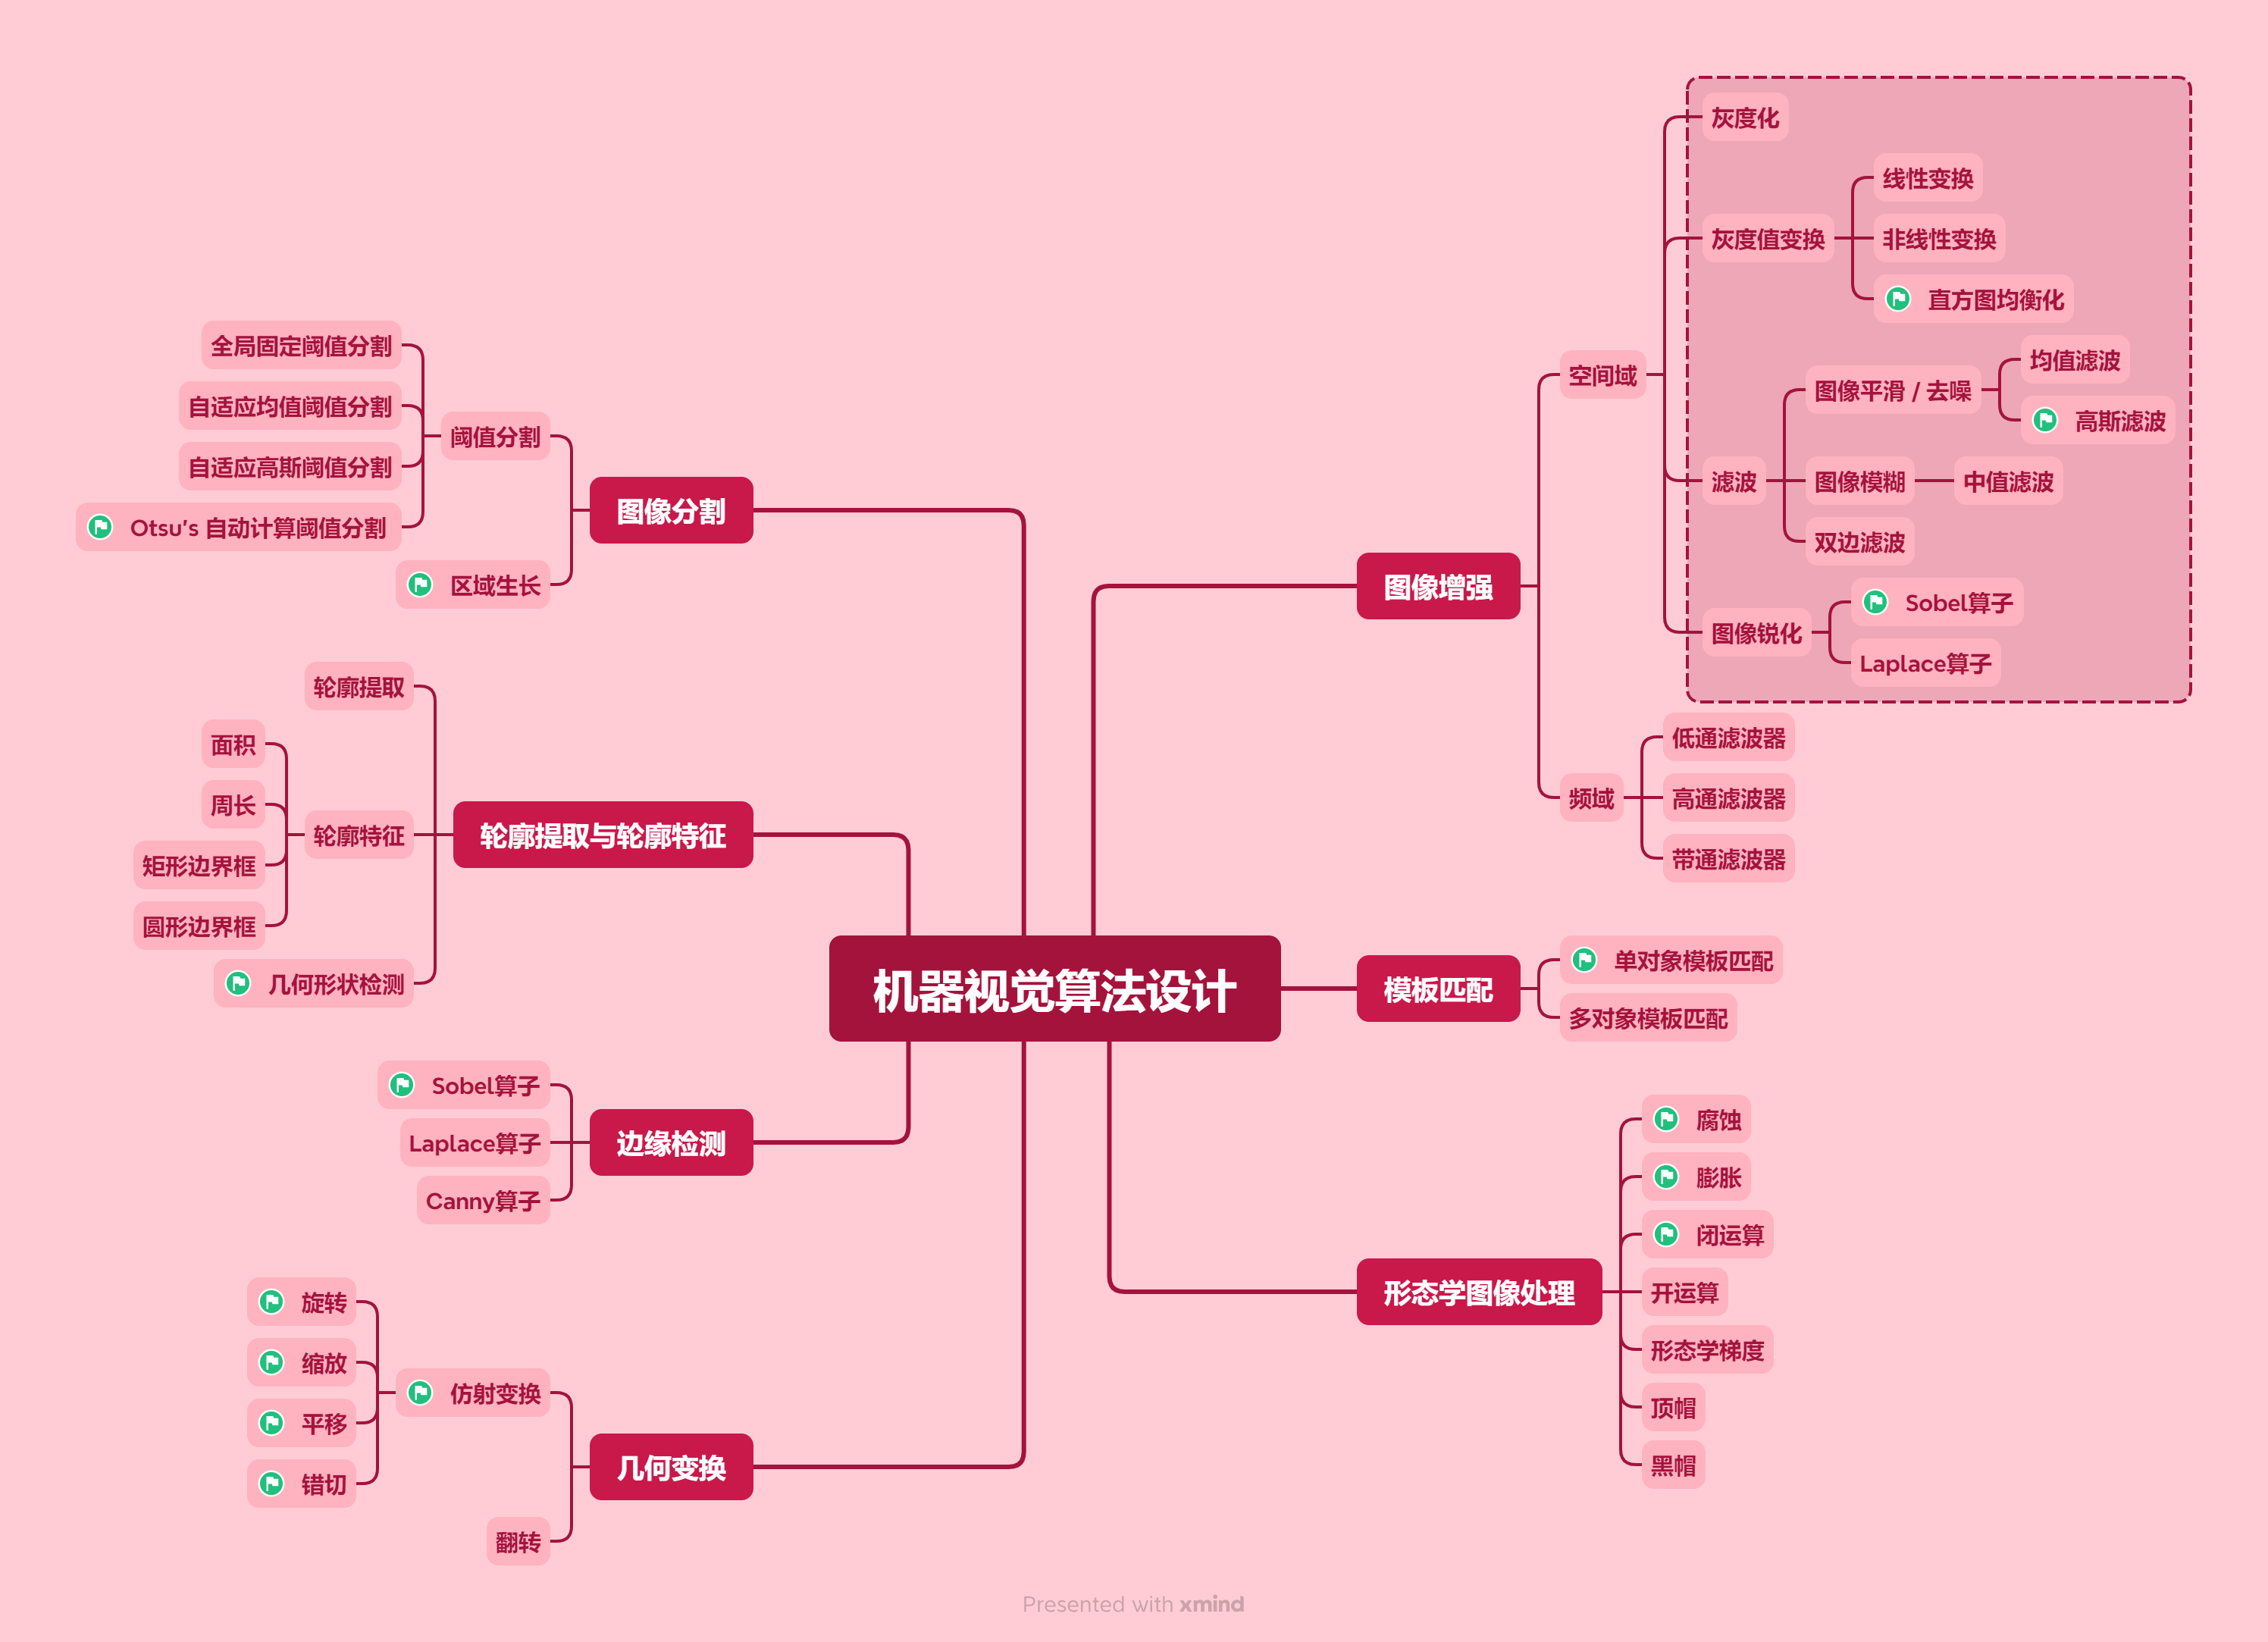 机器视觉算法设计
图像增强
空间域
灰度化
灰度值变换
线性变换
非线性变换
直方图均衡化
滤波
图像平滑 / 去噪
均值滤波
高斯滤波
图像模糊
中值滤波
双边滤波
图像锐化
Sobel算子
Laplace算子
频域
低通滤波器
高通滤波器
带通滤波器
模板匹配
单对象模板匹配
多对象模板匹配
形态学图像处理
腐蚀
膨胀
闭运算
开运算
形态学梯度
顶帽
黑帽
图像分割
阈值分割
全局固定阈值分割
自适应均值阈值分割
自适应高斯阈值分割
Otsu's 自动计算阈值分割
区域生长
轮廓提取与轮廓特征
轮廓提取
轮廓特征
面积
周长
矩形边界框
圆形边界框
几何形状检测
边缘检测
Sobel算子
Laplace算子
Canny算子
几何变换
仿射变换
旋转
缩放
平移
错切
翻转
Presented with xmind